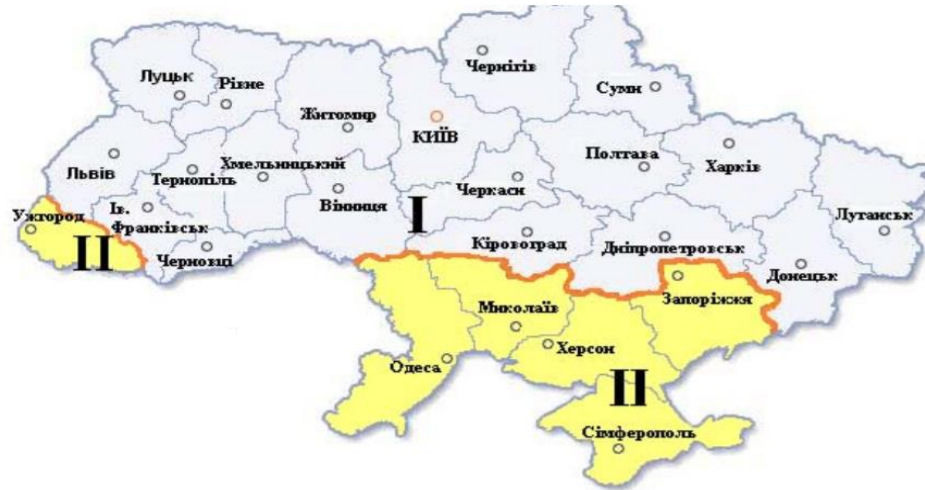 Чернігів
Суми
Луцьк
Рівне
Житомир
КИЇВ
Полтава
Харків
Львів
Тернопіль
Хмельницький
Вінниця
Черкаси
Луганськ
Ужгород
Ів.
Франківськ
Чернoвці
I
Кіровоград
Дніпропетровськ
Донецьк
II
Запоріжжя
Миколаїв
Херсон
Одеса
II
Сімферополь